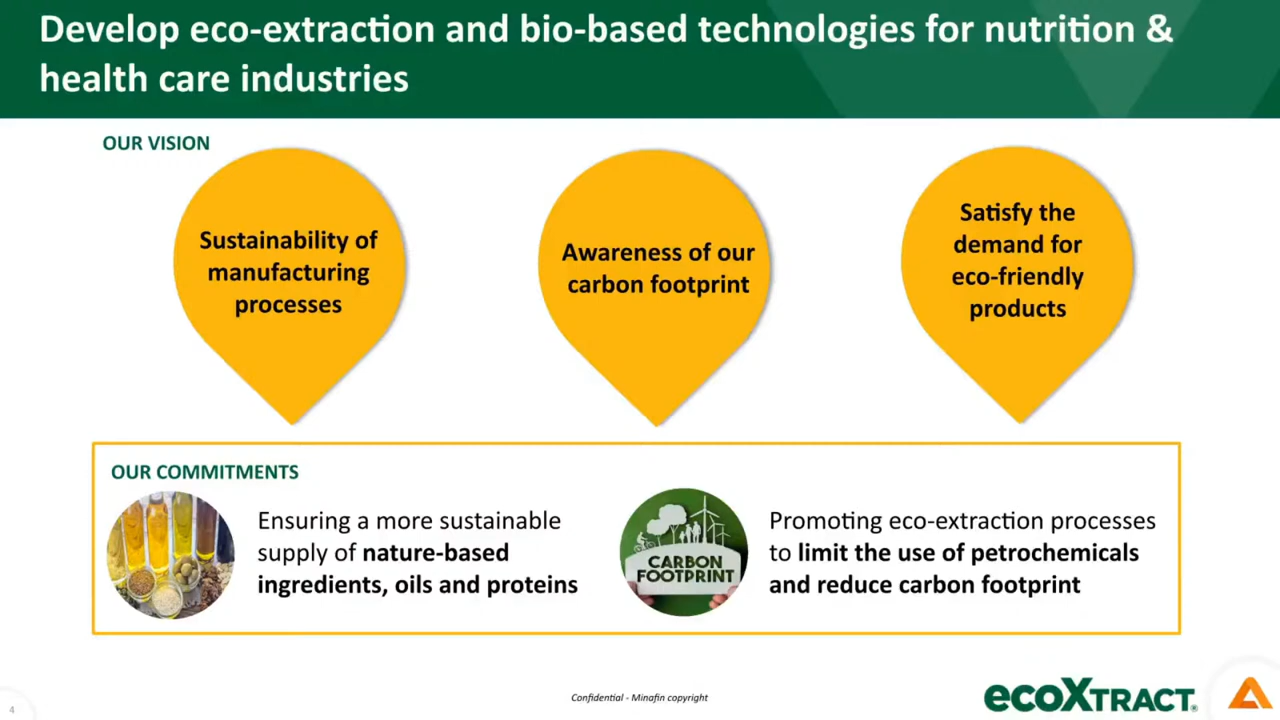 Develop eco-extraction and bio-based technologies for nutrition &
health care industries
OUR VISION
Sustainability of
manufacturing
processes
Awareness of our
carbon footprint
Satisfy the
demand for
eco-friendly
products
OUR COMMITMENTS
Ensuring a more sustainable
supply of nature-based
ingredients, oils and proteins
CARBON
FOOTPRINT
Promoting eco-extraction processes
to limit the use of petrochemicals
and reduce carbon footprint
4
Confidential - Minafin copyright
ecoXtract®